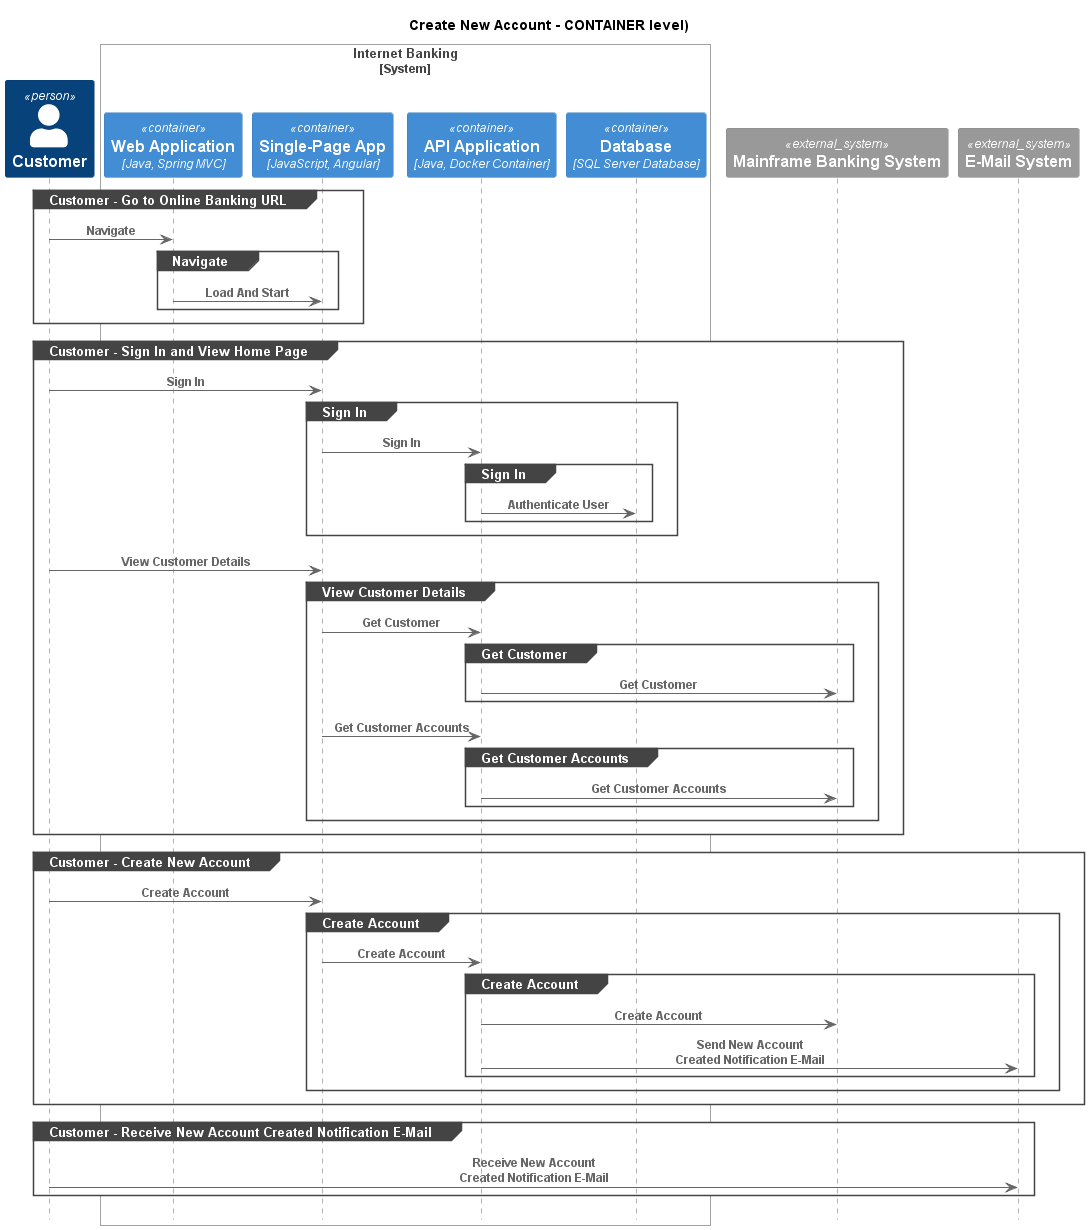 Create New Account - CONTAINER level)
Internet Banking
[System]
«person»
Customer
«container»
Web Application
[Java, Spring MVC]
«container»
Single-Page App
[JavaScript, Angular]
«container»
API Application
[Java, Docker Container]
«container»
Database
[SQL Server Database]
«external_system»
Mainframe Banking System
«external_system»
E-Mail System
Customer - Go to Online Banking URL
Navigate
Navigate
Load And Start
Customer - Sign In and View Home Page
Sign In
Sign In
Sign In
Sign In
Authenticate User
View Customer Details
View Customer Details
Get Customer
Get Customer
Get Customer
Get Customer Accounts
Get Customer Accounts
Get Customer Accounts
Customer - Create New Account
Create Account
Create Account
Create Account
Create Account
Create Account
Send New Account
Created Notification E-Mail
Customer - Receive New Account Created Notification E-Mail
Receive New Account
Created Notification E-Mail